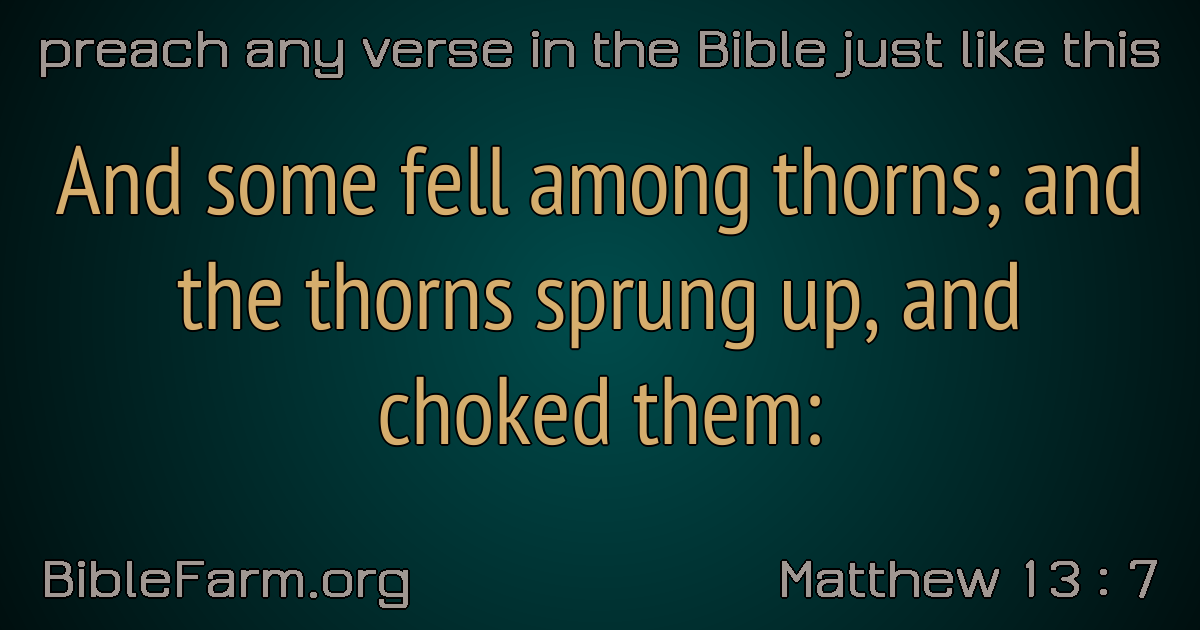 preach any verse in the Bible just like this
And some fell among thorns; and
the thorns sprung up, and
choked them:
BibleFarm.org
Matthew 13 : 7